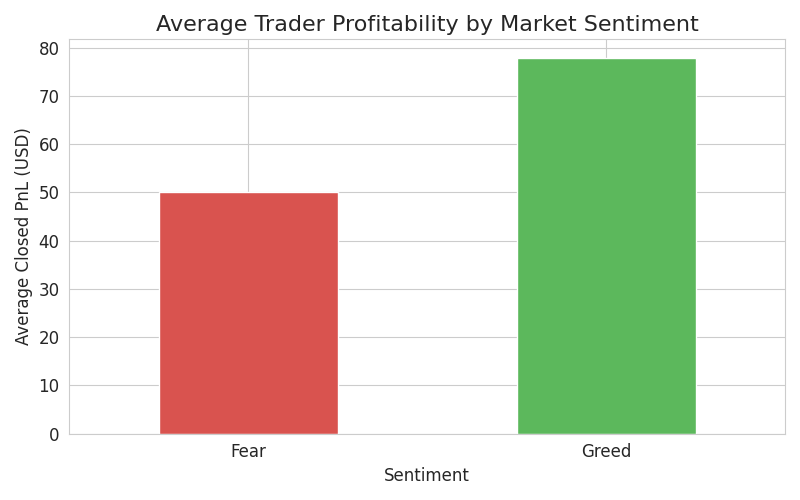 Average Trader Profitability by Market Sentiment
80
70
60
50
40
30
20
10
0
Average Closed PnL (USD)
Fear
Greed
Sentiment